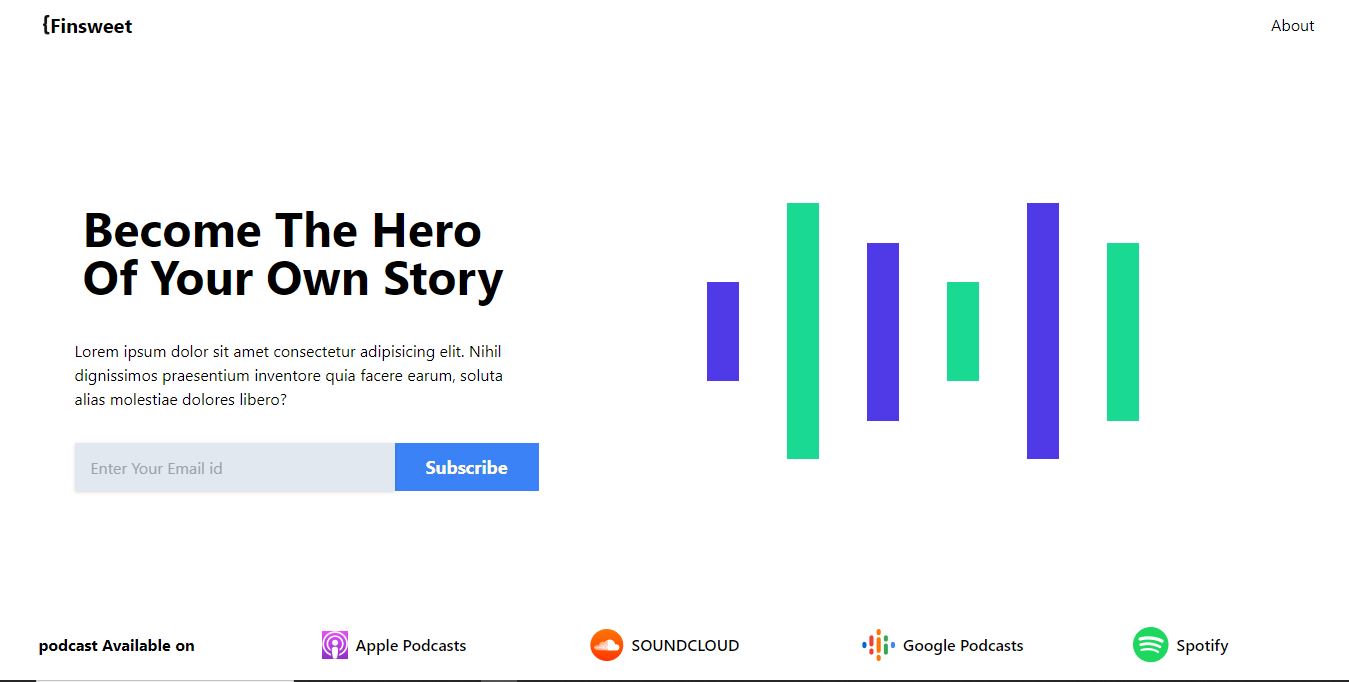 {Finsweet
About
Become The Hero
Of Your Own Story
Lorem ipsum dolor sit amet consectetur adipisicing elit. Nihil
dignissimos praesentium inventore quia facere earum, soluta
alias molestiae dolores libero?
Enter Your Email id
Subscribe
podcast Available on
Apple Podcasts
SOUNDCLOUD
Google Podcasts
Spotify